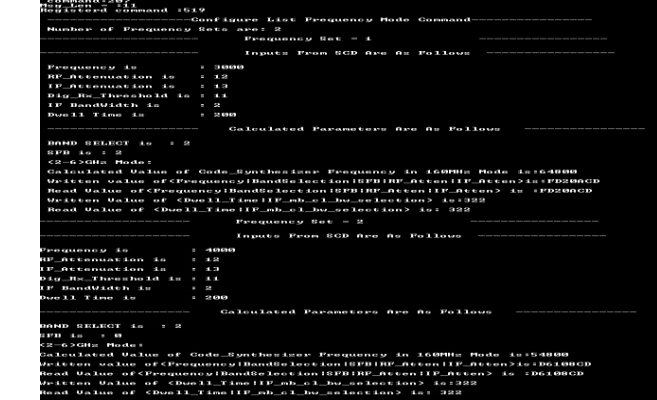 command:207
Msg_Len = :11
Registerd command :519
--------------------Configure List Frequency Mode Command-----------------
Number of Frequency Sets are: 2
-------------------- Frequency Set = 1 ------------------
-------------------- Inputs From SCD Are As Follows ------------------
Frequency is : 3000
RF_Attenuation is : 12
IF_Attenuation is : 13
Dig_Rx_Threshold is : 11
IF BandWidth is : 2
Dwell Time is : 200
-------------------- Calculated Parameters Are As Follows -----------------
BAND SELECT is : 2
SFB is : 2
<2-6>GHz Mode:
Calculated Value of Code_Synthesizer Frequency in 160MHz Mode is:64800
Written value of<Frequency|BandSelection|SFB|RF_Atten|IF_Atten>is:FD20ACD
Read Value of<Frequency|BandSelection|SFB|RF_Atten|IF_Atten> is :FD20ACD
Written Value of <Dwell_Time|IF_mb_cl_bw_selection> is:322
Read Value of <Dwell_Time|IF_mb_cl_bw_selection> is: 322
-------------------- Frequency Set = 2 ------------------
-------------------- Inputs From SCD Are As Follows ------------------
Frequency is : 4000
RF_Attenuation is : 12
IF_Attenuation is : 13
Dig_Rx_Threshold is : 11
IF BandWidth is : 2
Dwell Time is : 200
-------------------- Calculated Parameters Are As Follows -----------------
BAND SELECT is : 2
SFB is : 0
<2-6>GHz Mode:
Calculated Value of Code_Synthesizer Frequency in 160MHz Mode is:54800
Written value of<Frequency|BandSelection|SFB|RF_Atten|IF_Atten>is:D6108CD
Read Value of<Frequency|BandSelection|SFB|RF_Atten|IF_Atten> is :D6108CD
Written Value of <Dwell_Time|IF_mb_cl_bw_selection> is:322
Read Value of <Dwell_Time|IF_mb_cl_bw_selection> is: 322